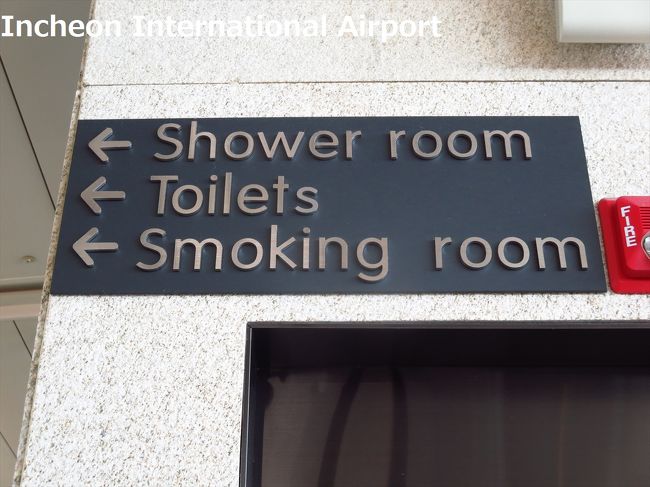 Incheon International Airport
← Shower room
← Toilets
← Smoking room
FIRE